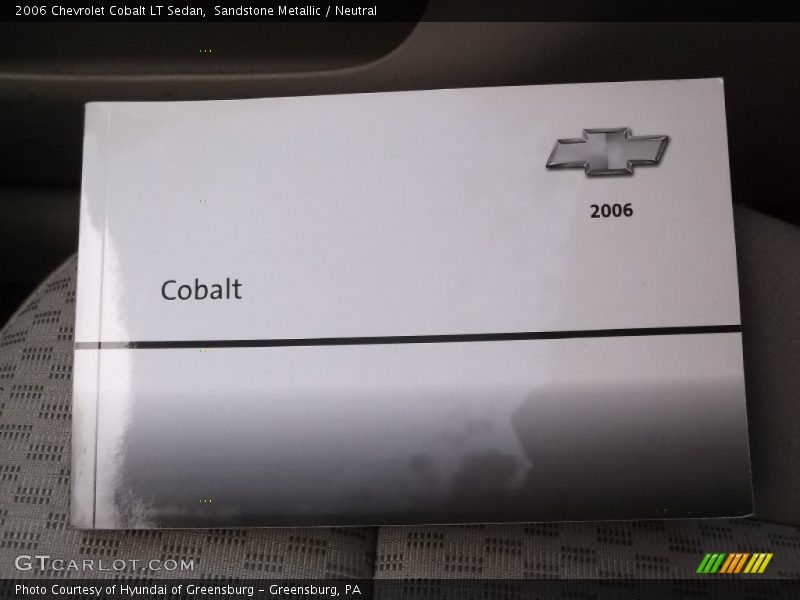 2006 Chevrolet Cobalt LT Sedan,  Sandstone Metallic / Neutral
2006
Cobalt
GTCARLOT.COM
Photo Courtesy of Hyundai of Greensburg - Greensburg, PA